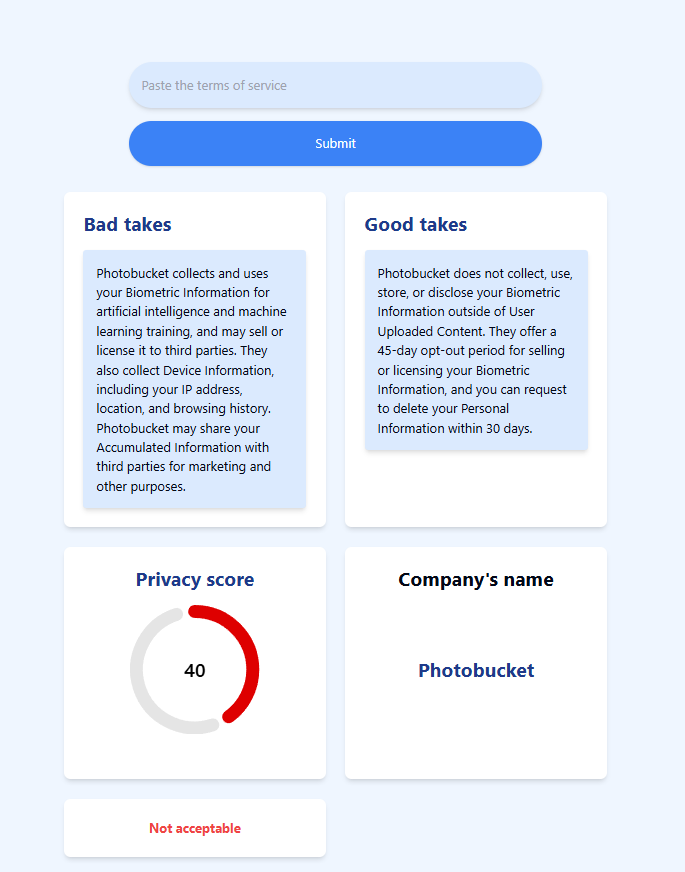 Paste the terms of service
Submit
Bad takes
Photobucket collects and uses
your Biometric Information for
artificial intelligence and machine
learning training, and may sell or
license it to third parties. They
also collect Device Information,
including your IP address,
location, and browsing history.
Photobucket may share your
Accumulated Information with
third parties for marketing and
other purposes.
Good takes
Photobucket does not collect, use,
store, or disclose your Biometric
Information outside of User
Uploaded Content. They offer a
45-day opt-out period for selling
or licensing your Biometric
Information, and you can request
to delete your Personal
Information within 30 days.
Privacy score
40
Company's name
Photobucket
Not acceptable